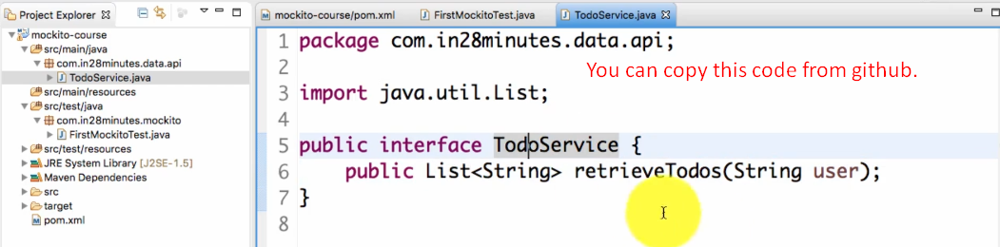 Project Explorer
mockito-course
src/main/java
com.in28minutes.data.api
TodoService.java
src/main/resources
src/test/java
com.in28minutes.mockito
FirstMockitoTest.java
src/test/resources
JRE System Library [J2SE-1.5]
Maven Dependencies
src
target
pom.xml
mockito-course/pom.xml
FirstMockitoTest.java
TodoService.java
1 package com.in28minutes.data.api;
2
You can copy this code from github.
3 import java.util.List;
4
5 public interface TodoService {
6 public List<String> retrieveTodos(String user);
7 }
8